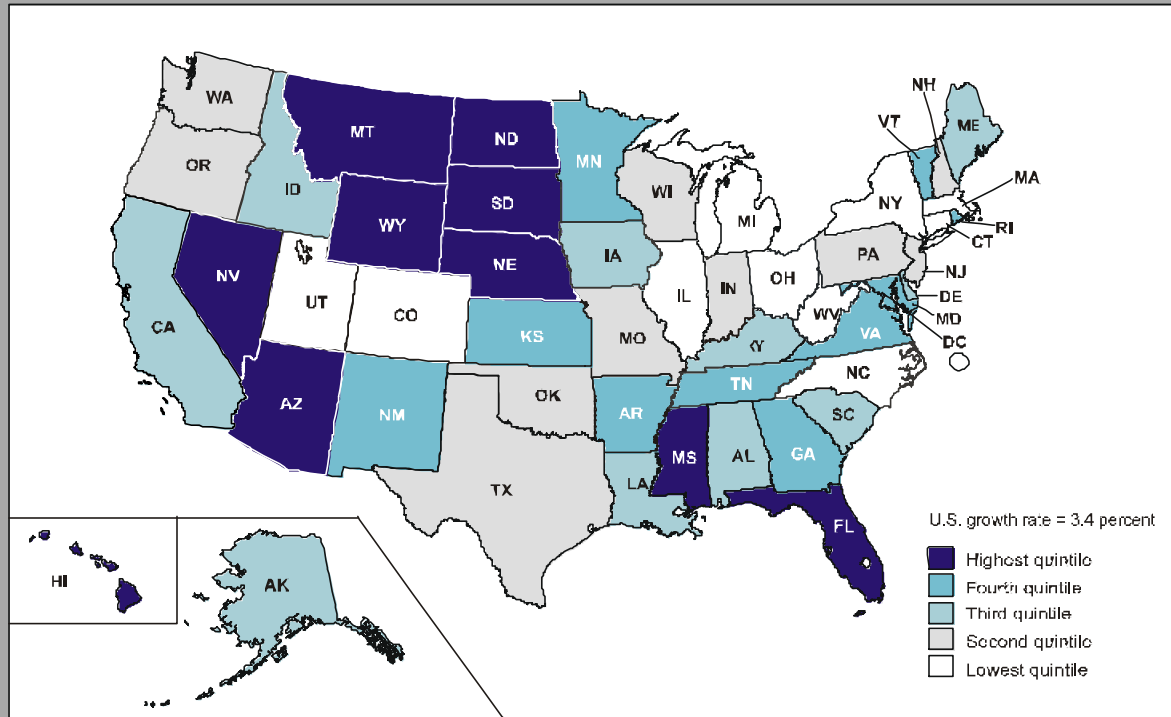 NH
WA
MT
ND
VT
ME
MN
OR
MA
ID
WI
SD
NY
MI
WY
RI
CT
PA
IA
NE
NJ
NV
OH
IN
IL
DE
UT
CO
WV
MD
CA
VA
KS
MO
DC
KY
NC
TN
OK
AZ
AR
NM
SC
MS
AL
GA
LA
TX
FL
U.S. growth rate = 3.4 percent
Highest quintile
HI
AK
Fourth quintile
Third quintile
Second quintile
Lowest quintile